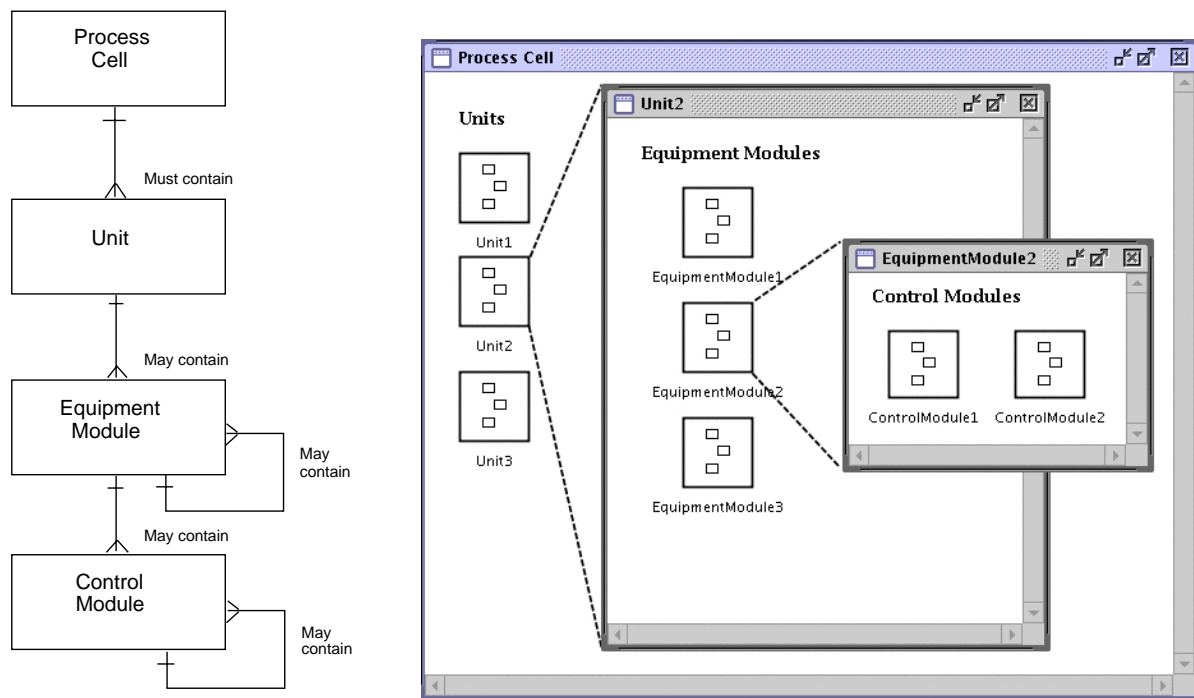 Process
Cell
Must contain
Unit
May contain
Equipment
Module
May
contain
May contain
Control
Module
May
contain
Process Cell
Units
Unit1
Unit2
Unit3
Unit2
Equipment Modules
EquipmentModule1
EquipmentModule2
EquipmentModule3
EquipmentModule2
Control Modules
ControlModule1
ControlModule2